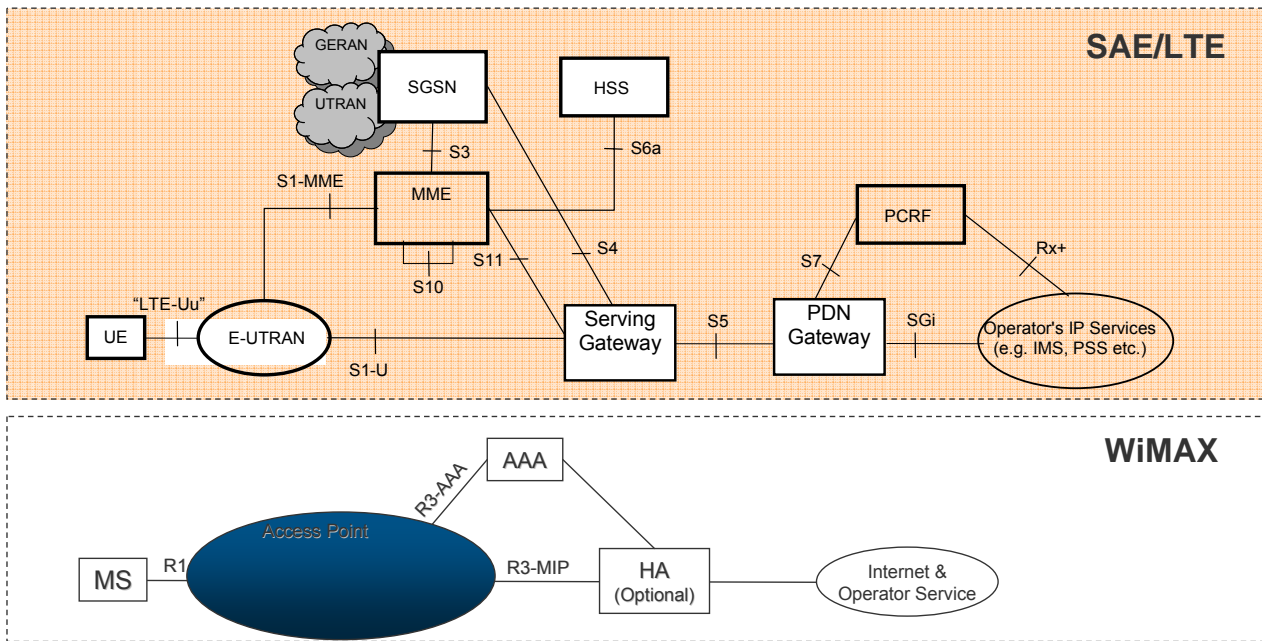 SAE/LTE
GERAN
SGSN
HSS
UTRAN
S3
S6a
S1-MME
MME
PCRF
S4
S11
S7
Rx+
S10
“LTE-Uu”
UE
E-UTRAN
S1-U
Serving
Gateway
S5
PDN
Gateway
SGi
Operator's IP Services
(e.g. IMS, PSS etc.)
WiMAX
AAA
R3-AAA
Access Point
MS
R1
R3-MIP
HA
(Optional)
Internet &
Operator Service